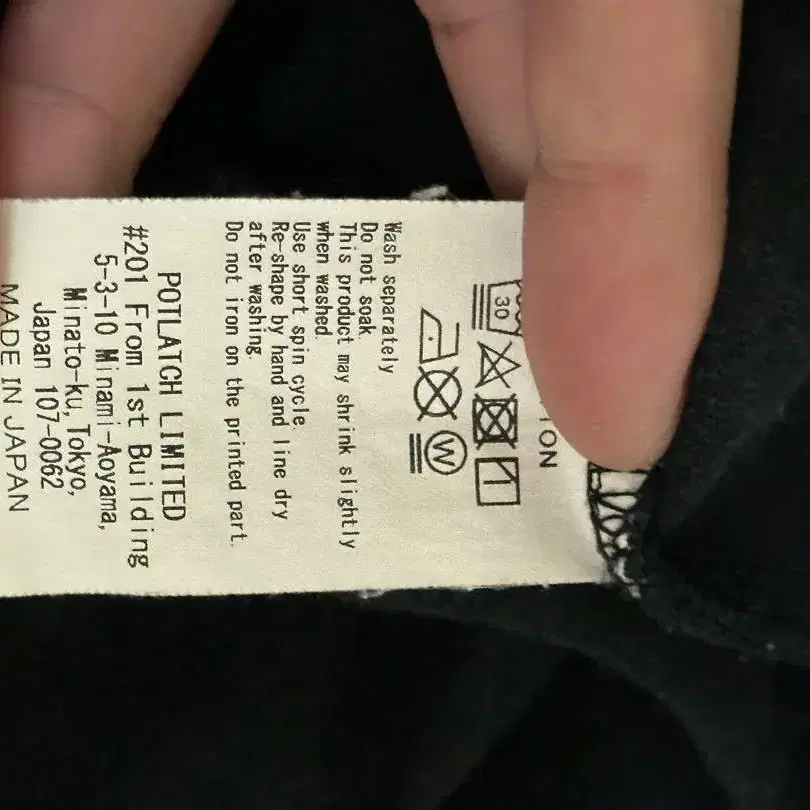 30
W
Wash separately
Do not soak.
This product may shrink slightly
when washed.
Use short spin cycle.
Re-shape by hand and line dry
after washing.
Do not iron on the printed part.
POTLATCH LIMITED
#201 From 1st Building
5-3-10 Minami-Aoyama,
Minato-ku, Tokyo,
Japan 107-0062
MADE IN JAPAN